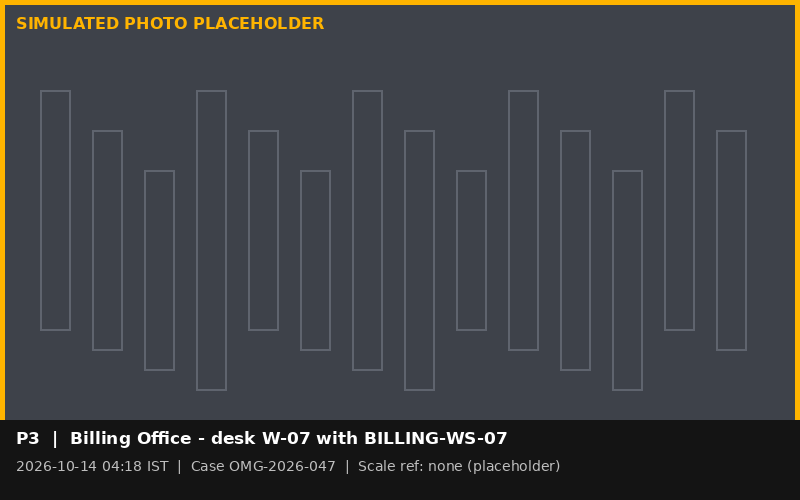 SIMULATED PHOTO PLACEHOLDER
P3 | Billing Office - desk W-07 with BILLING-WS-07
2026-10-14 04:18 IST | Case OMG-2026-047 | Scale ref: none (placeholder)